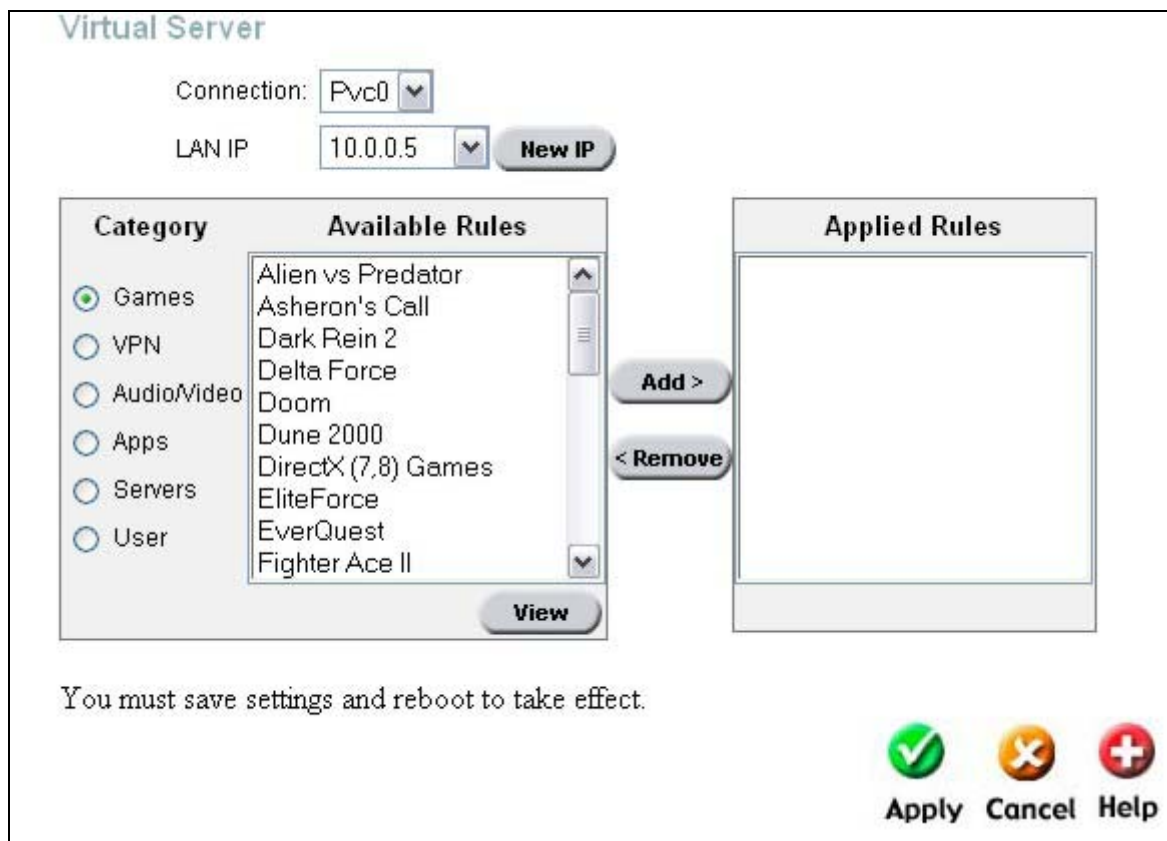 Virtual Server
Connection: Pvc0
LAN IP 10.0.0.5 New IP
Category Available Rules
Games
VPN
Audio/Video
Apps
Servers
User
Alien vs Predator
Asheron's Call
Dark Rein 2
Delta Force
Doom
Dune 2000
DirectX (7,8) Games
EliteForce
EverQuest
Fighter Ace II
View
Add >
< Remove
Applied Rules
You must save settings and reboot to take effect.
Apply Cancel Help